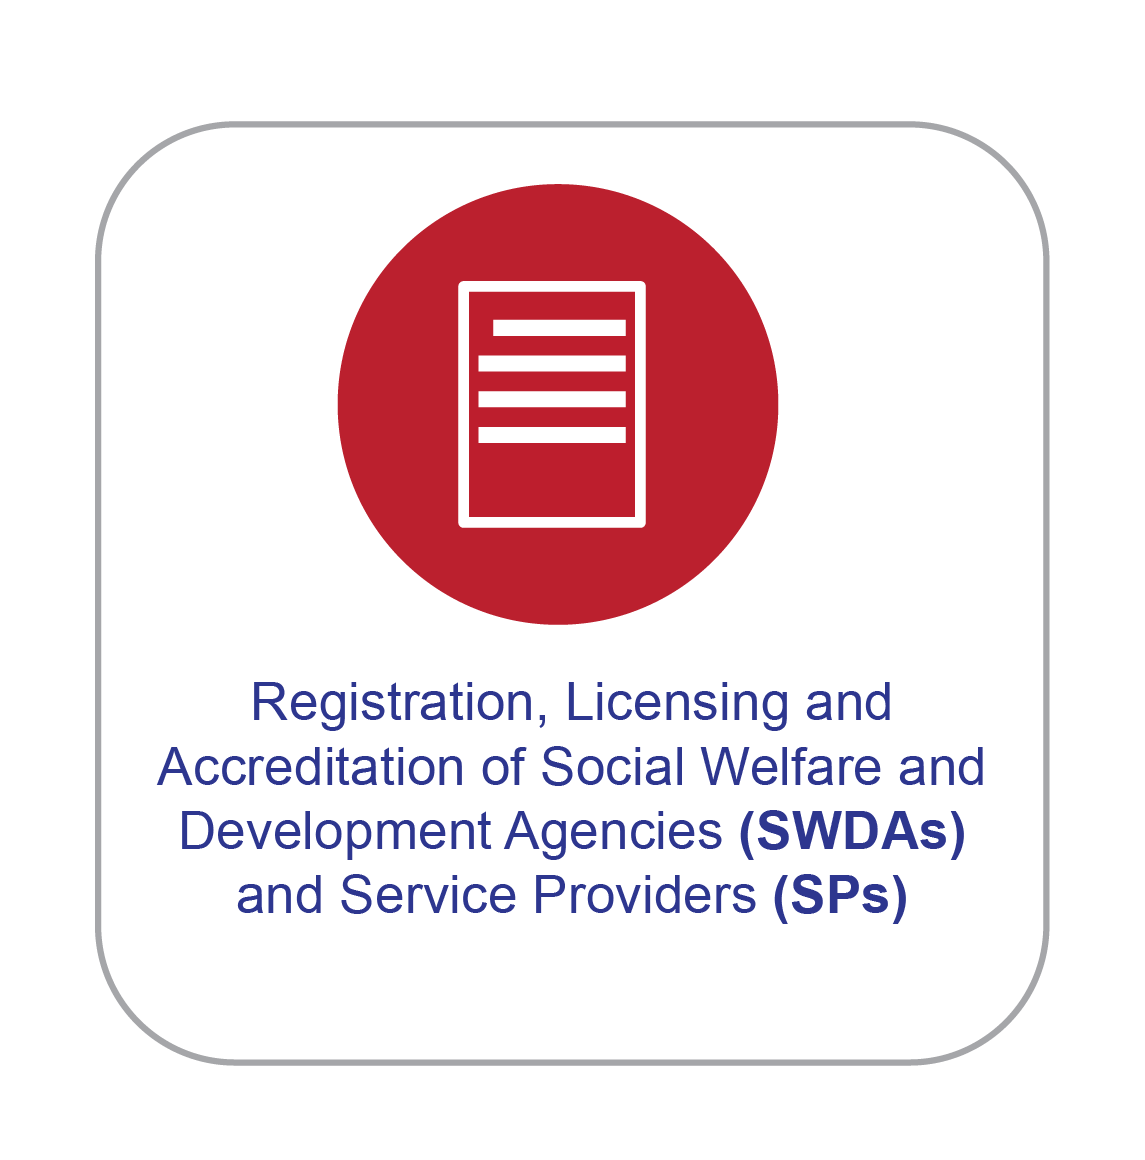 Registration, Licensing and
Accreditation of Social Welfare and
Development Agencies (SWDAs)
and Service Providers (SPs)